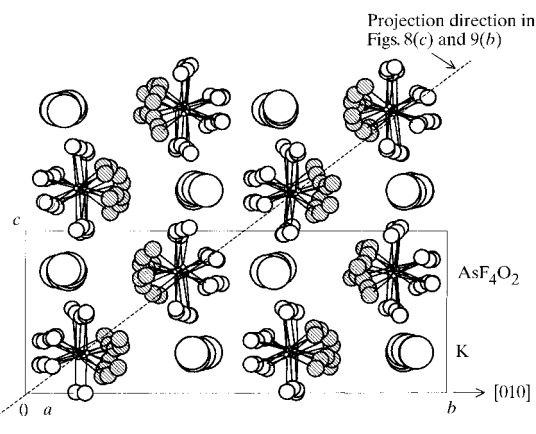 Projection direction in
Figs. 8(c) and 9(b)
c
AsF4O2
K
[010]
0 a b